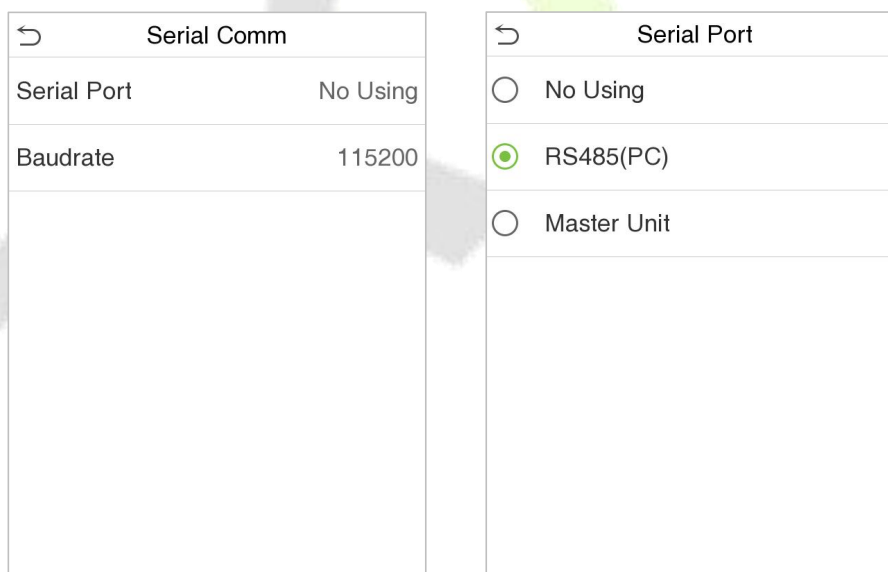 Serial Comm
Serial Port No Using
Baudrate 115200
Serial Port
No Using
RS485(PC)
Master Unit